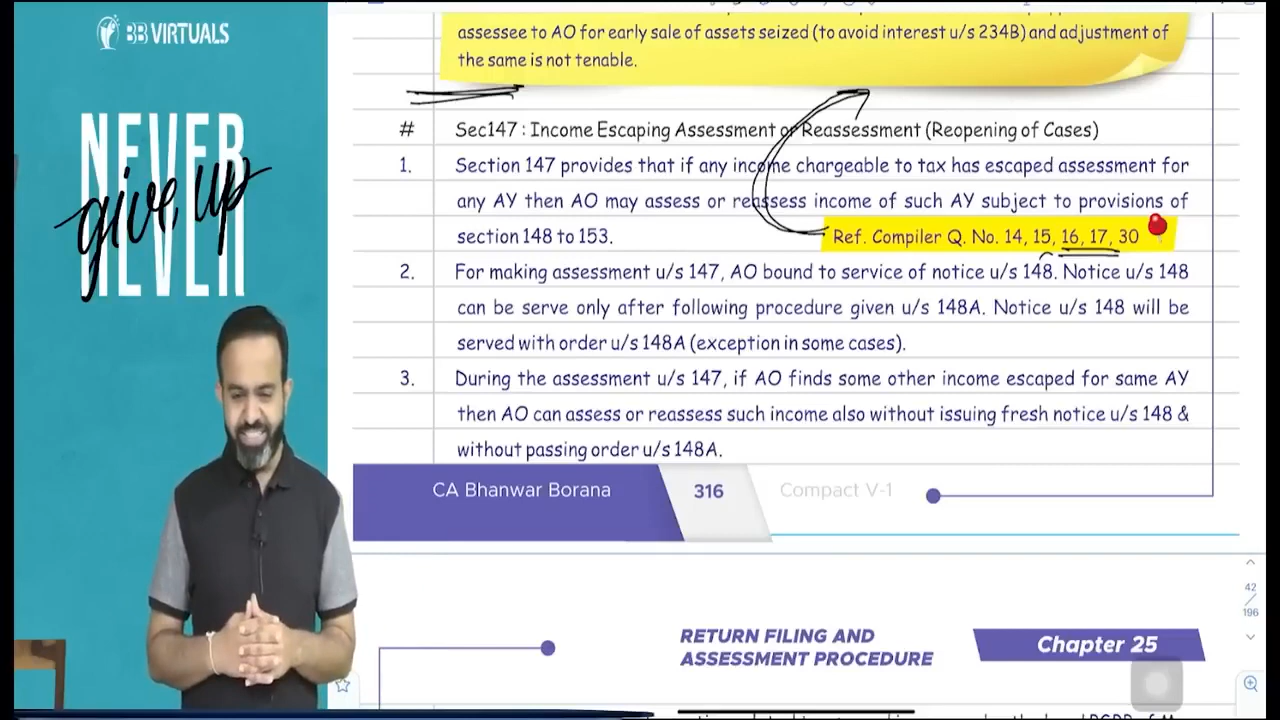 BB VIRTUALS
NEVER
give up
NEVER
assessee to AO for early sale of assets seized (to avoid interest u/s 234B) and adjustment of
the same is not tenable.
# Sec147 : Income Escaping Assessment or Reassessment (Reopening of Cases)
1. Section 147 provides that if any income chargeable to tax has escaped assessment for
any AY then AO may assess or reassess income of such AY subject to provisions of
section 148 to 153.
Ref. Compiler Q. No. 14, 15, 16, 17, 30
2. For making assessment u/s 147, AO bound to service of notice u/s 148. Notice u/s 148
can be serve only after following procedure given u/s 148A. Notice u/s 148 will be
served with order u/s 148A (exception in some cases).
3. During the assessment u/s 147, if AO finds some other income escaped for same AY
then AO can assess or reassess such income also without issuing fresh notice u/s 148 &
without passing order u/s 148A.
CA Bhanwar Borana 316 Compact V-1
42
196
RETURN FILING AND
ASSESSMENT PROCEDURE
Chapter 25